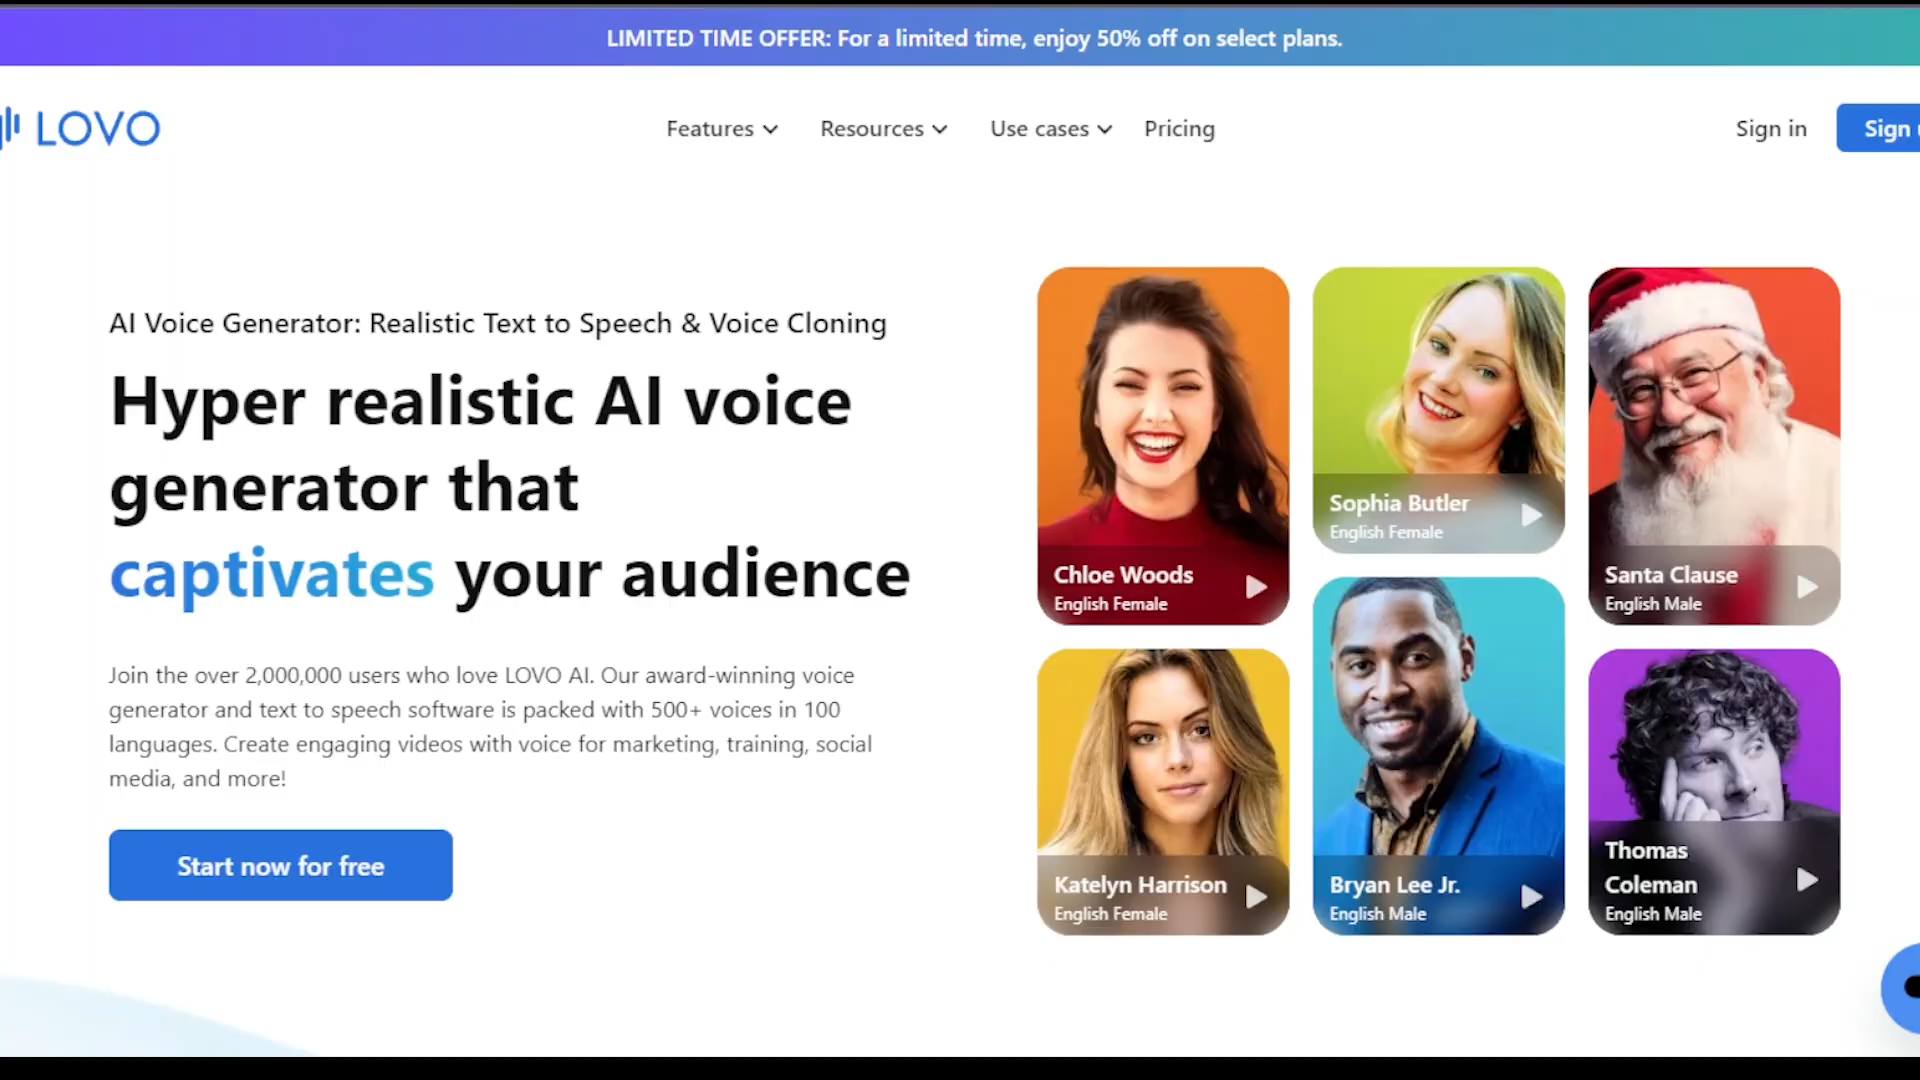 LIMITED TIME OFFER: For a limited time, enjoy 50% off on select plans.
LOVO
Features
Resources
Use cases
Pricing
Sign in
Sign
AI Voice Generator: Realistic Text to Speech & Voice Cloning
Hyper realistic AI voice
generator that
captivates your audience
Join the over 2,000,000 users who love LOVO AI. Our award-winning voice
generator and text to speech software is packed with 500+ voices in 100
languages. Create engaging videos with voice for marketing, training, social
media, and more!
Start now for free
Chloe Woods
English Female
Sophia Butler
English Female
Santa Clause
English Male
Katelyn Harrison
English Female
Bryan Lee Jr.
English Male
Thomas
Coleman
English Male